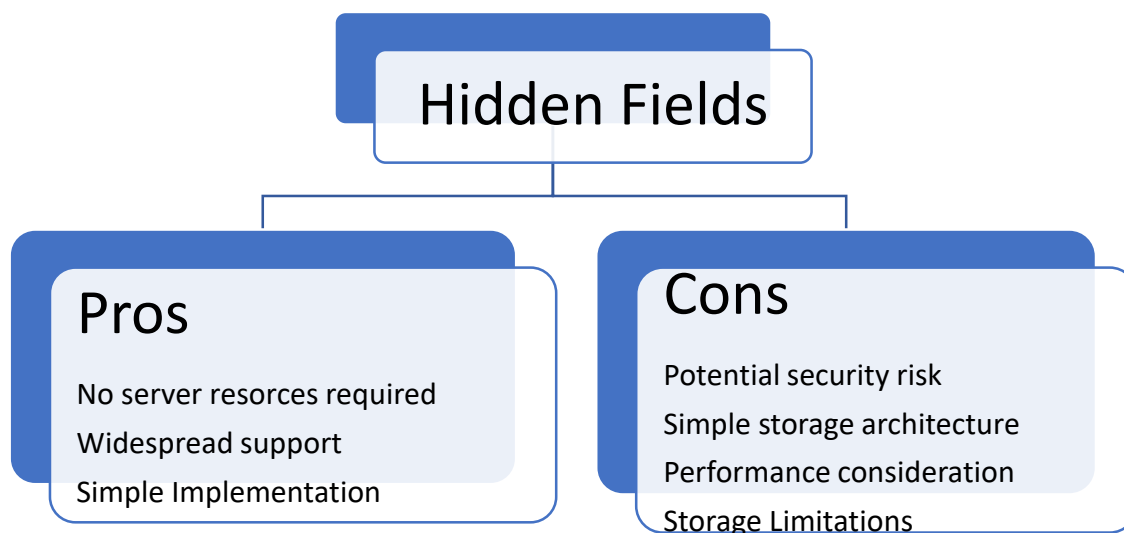 Hidden Fields
Pros
No server resorces required
Widespread support
Simple Implementation
Cons
Potential security risk
Simple storage architecture
Performance consideration
Storage Limitations